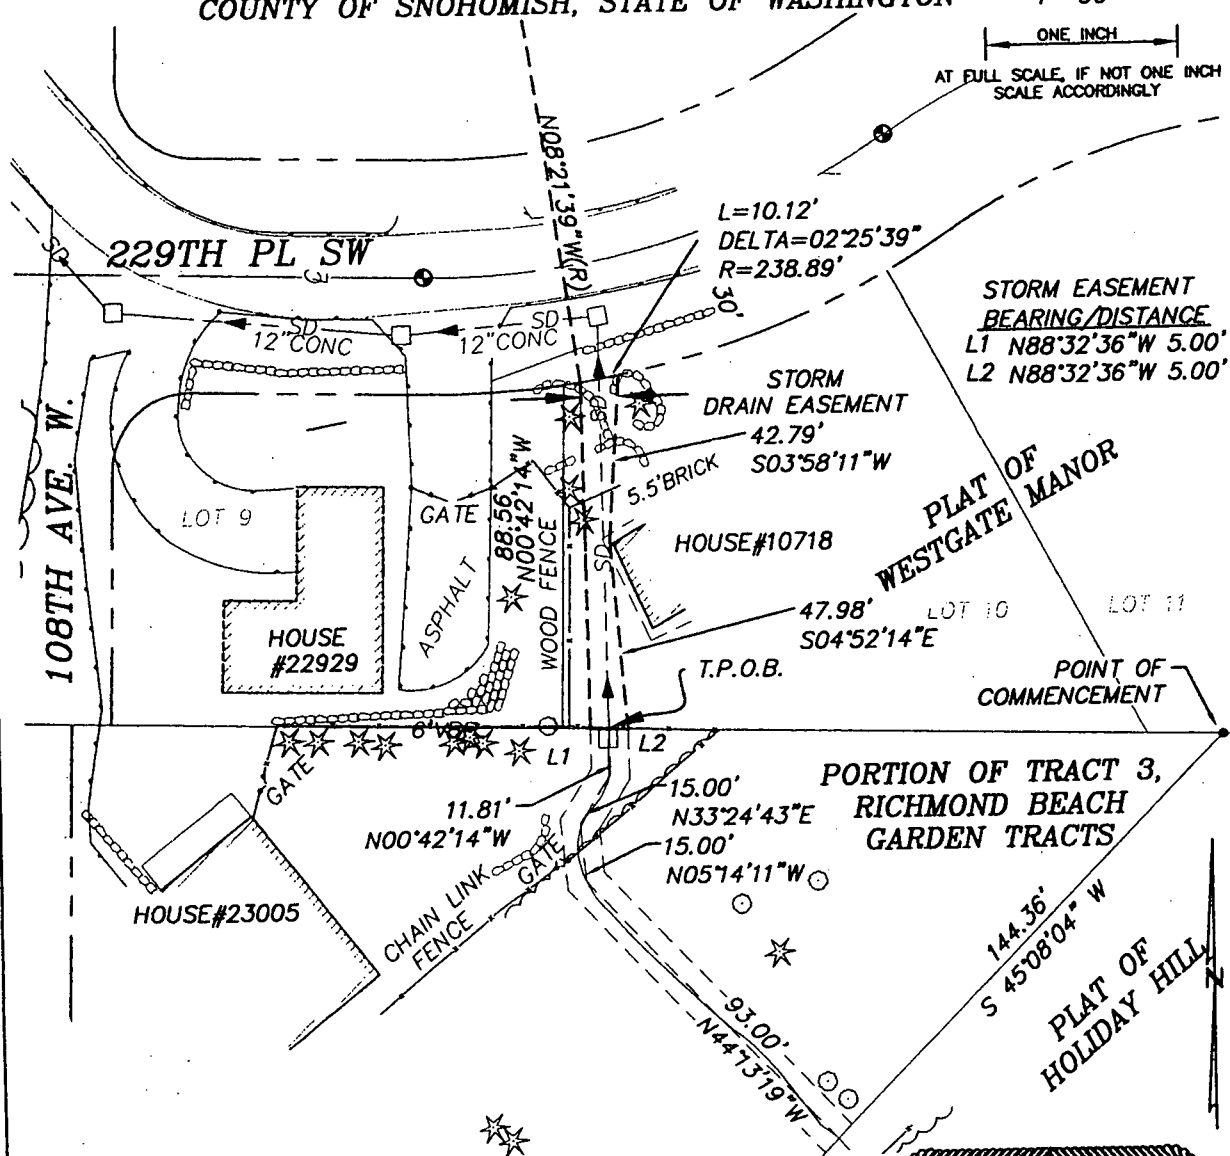 COUNTY OF SNOHOMISH, STATE OF WASHINGTON
ONE INCH
AT FULL SCALE, IF NOT ONE INCH
SCALE ACCORDINGLY
N08°21'39"W(R)
L=10.12'
DELTA=02°25'39"
R=238.89'
30'
229TH PL SW
SD
SD
12"CONC
SD
12"CONC
STORM EASEMENT
BEARING/DISTANCE
L1 N88°32'36"W 5.00'
L2 N88°32'36"W 5.00'
STORM
DRAIN EASEMENT
42.79'
S03°58'11"W
5.5'BRICK
PLAT OF
WESTGATE MANOR
108TH AVE. W.
LOT 9
GATE
88.56'
N00°42'14"W
WOOD FENCE
ASPHALT
SD
HOUSE#10718
HOUSE
#22929
47.98'
S04°52'14"E
LOT 10
LOT 11
T.P.O.B.
POINT OF
COMMENCEMENT
L1
L2
GATE
11.81'
N00°42'14"W
15.00'
N33°24'43"E
15.00'
N05°14'11"W
PORTION OF TRACT 3,
RICHMOND BEACH
GARDEN TRACTS
GATE
CHAIN LINK
FENCE
HOUSE#23005
144.36'
S 45°08'04" W
PLAT OF
HOLIDAY HILL
93.00'
N44°13'19"W